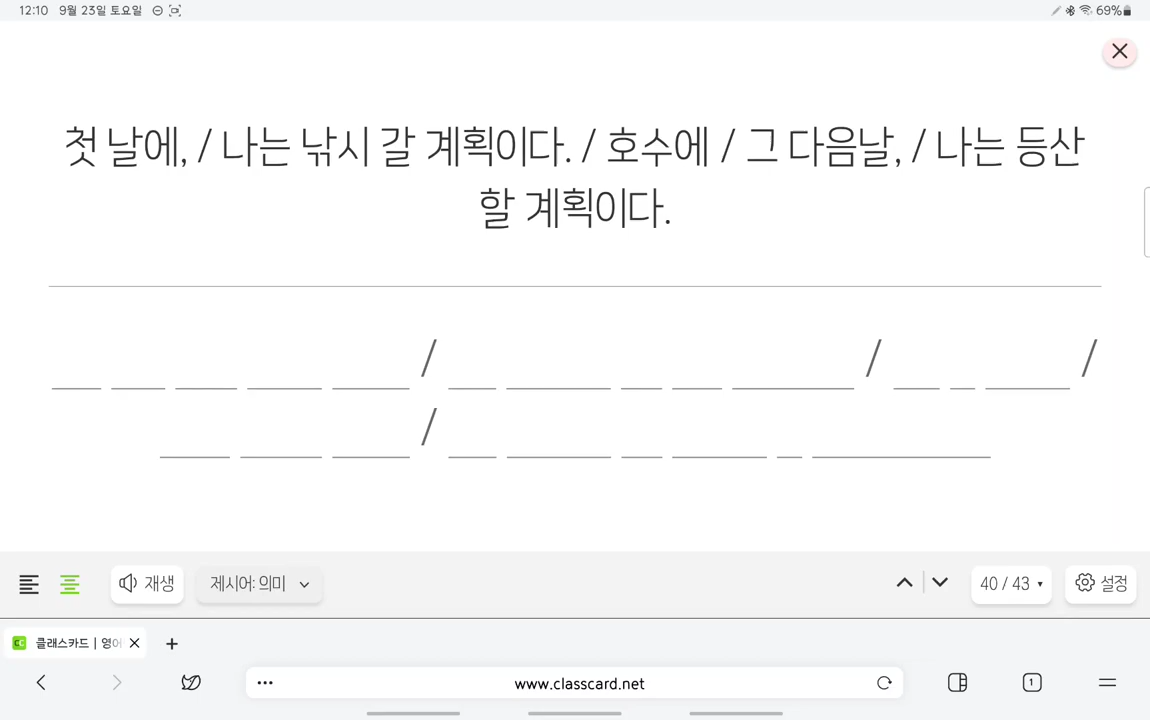 12:10 9월 23일 토요일 69%
첫 날에, / 나는 낚시 갈 계획이다. / 호수에 / 그 다음날, / 나는 등산
할 계획이다.
/ / /
/
재생 제시어: 의미 40 / 43 설정
클래스카드 | 영어
www.classcard.net
1